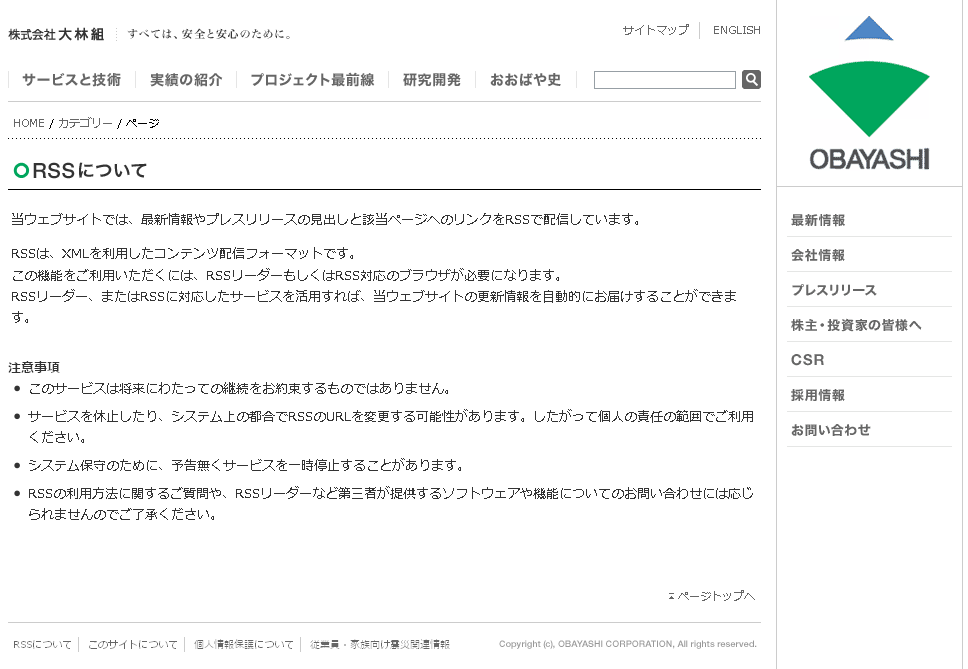 株式会社大林組 すべては、安全と安心のために。
サイトマップ ENGLISH
サービスと技術 実績の紹介 プロジェクト最前線 研究開発 おおばや史
HOME / カテゴリー / ページ
RSSについて
当ウェブサイトでは、最新情報やプレスリリースの見出しと該当ページへのリンクをRSSで配信しています。
RSSは、XMLを利用したコンテンツ配信フォーマットです。
この機能をご利用いただくには、RSSリーダーもしくはRSS対応のブラウザが必要になります。
RSSリーダー、またはRSSに対応したサービスを活用すれば、当ウェブサイトの更新情報を自動的にお届けすることができま
す。
注意事項
● このサービスは将来にわたっての継続をお約束するものではありません。
● サービスを休止したり、システム上の都合でRSSのURLを変更する可能性があります。したがって個人の責任の範囲でご利用
ください。
● システム保守のために、予告無くサービスを一時停止することがあります。
● RSSの利用方法に関するご質問や、RSSリーダーなど第三者が提供するソフトウェアや機能についてのお問い合わせには応じ
られませんのでご了承ください。
ページトップへ
RSSについて このサイトについて 個人情報保護について 従業員・家族向け震災関連情報
Copyright (c), OBAYASHI CORPORATION, All rights reserved.
OBAYASHI
最新情報
会社情報
プレスリリース
株主・投資家の皆様へ
CSR
採用情報
お問い合わせ